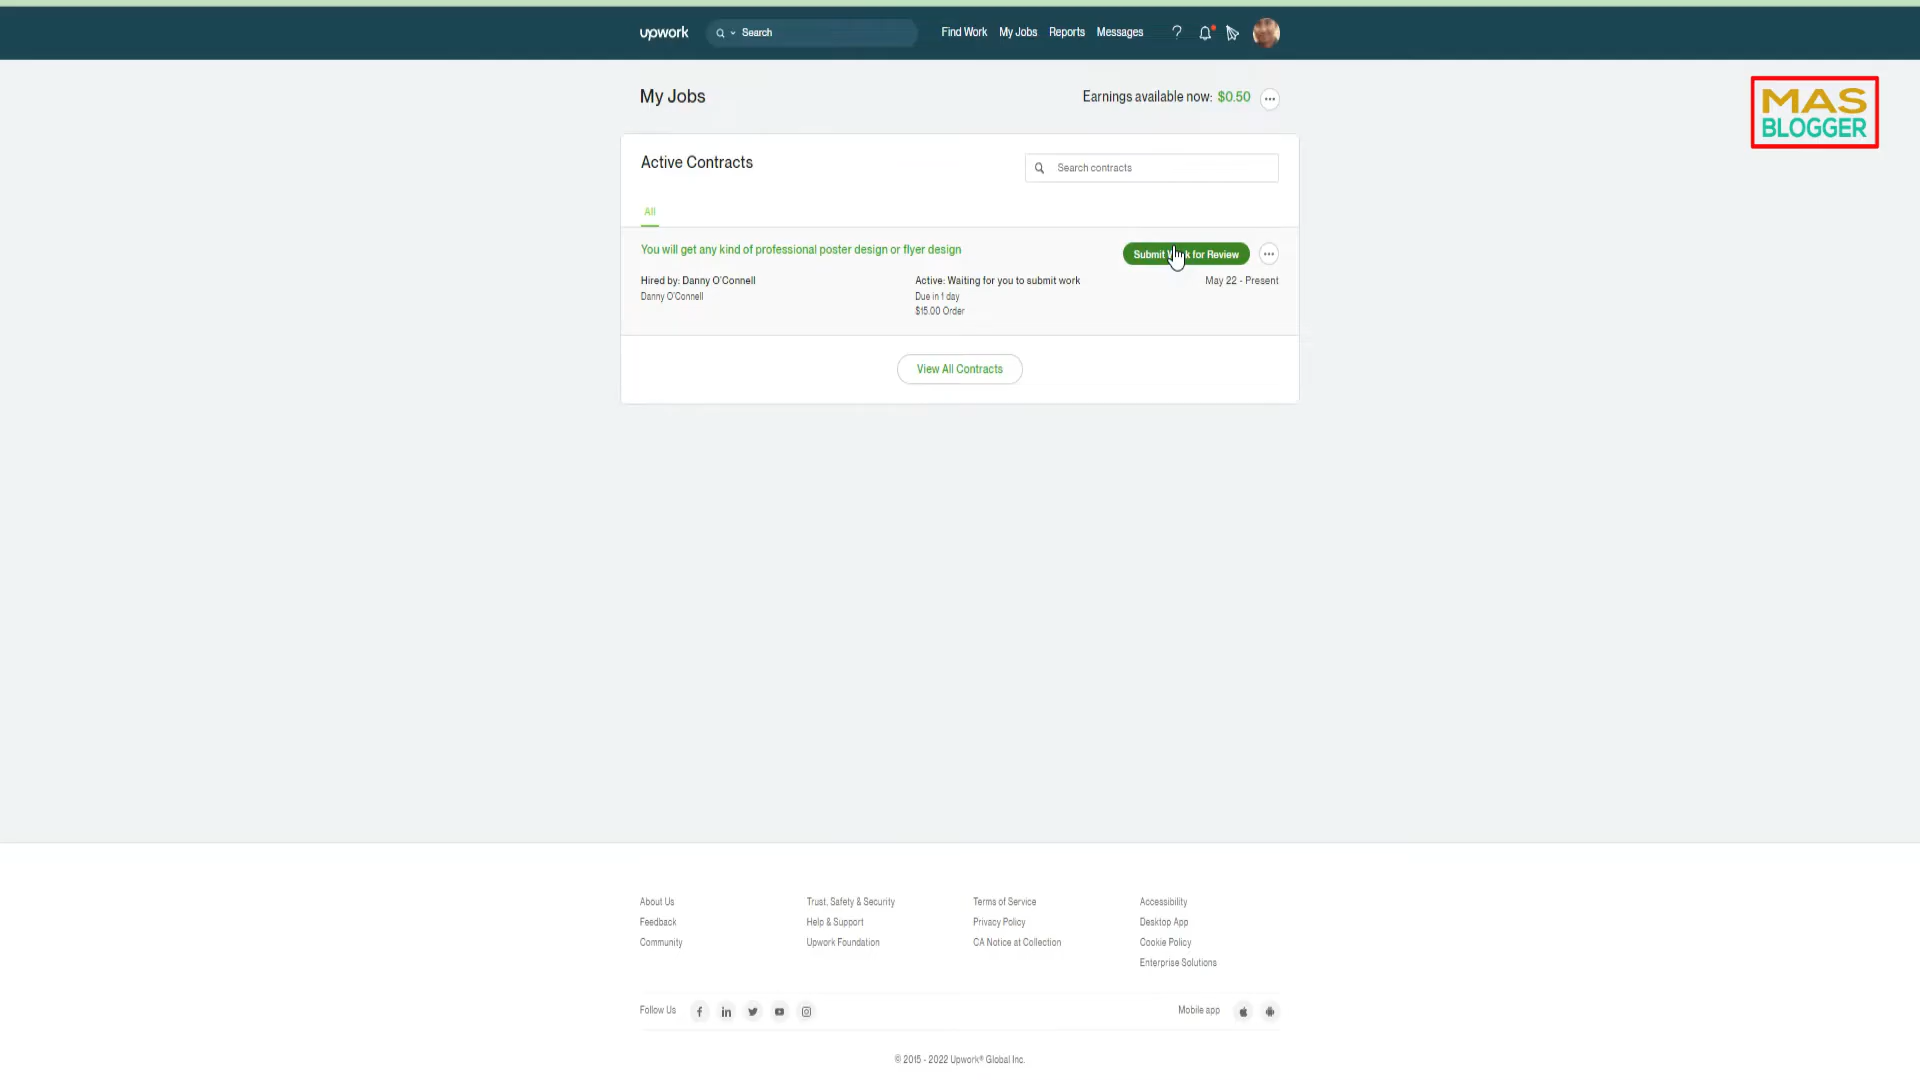 upwork
Search
Find Work
My Jobs
Reports
Messages
My Jobs
Earnings available now: $0.50
MAS
BLOGGER
Active Contracts
Search contracts
All
You will get any kind of professional poster design or flyer design
Submit for Review
Hired by: Danny O'Connell
Danny O'Connell
Active: Waiting for you to submit work
Due in 1 day
$15.00 Order
May 22 - Present
View All Contracts
About Us
Feedback
Community
Trust, Safety & Security
Help & Support
Upwork Foundation
Terms of Service
Privacy Policy
CA Notice at Collection
Accessibility
Desktop App
Cookie Policy
Enterprise Solutions
Follow Us
Mobile app
© 2015 - 2022 Upwork® Global Inc.